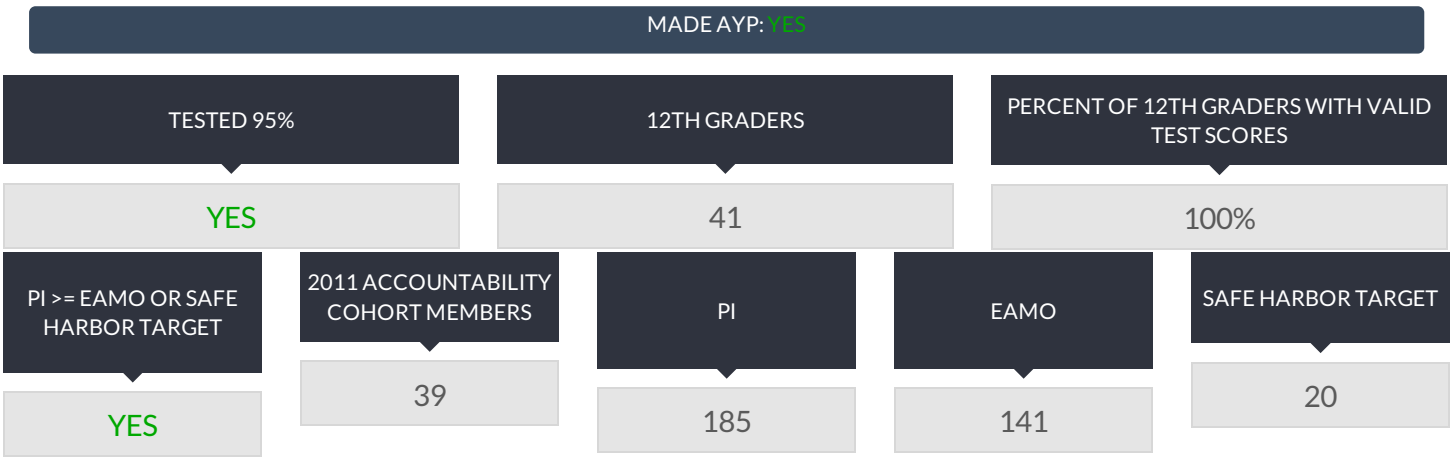 MADE AYP: YES
TESTED 95%
12TH GRADERS
PERCENT OF 12TH GRADERS WITH VALID
TEST SCORES
YES
41
100%
PI >= EAMO OR SAFE
HARBOR TARGET
2011 ACCOUNTABILITY
COHORT MEMBERS
PI
EAMO
SAFE HARBOR TARGET
YES
39
185
141
20